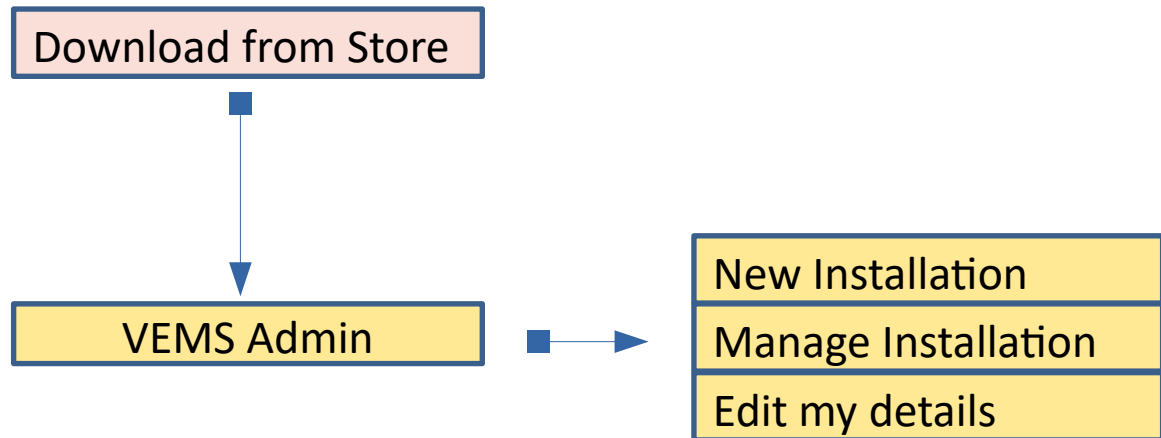 Download from Store
VEMS Admin
New Installation
Manage Installation
Edit my details